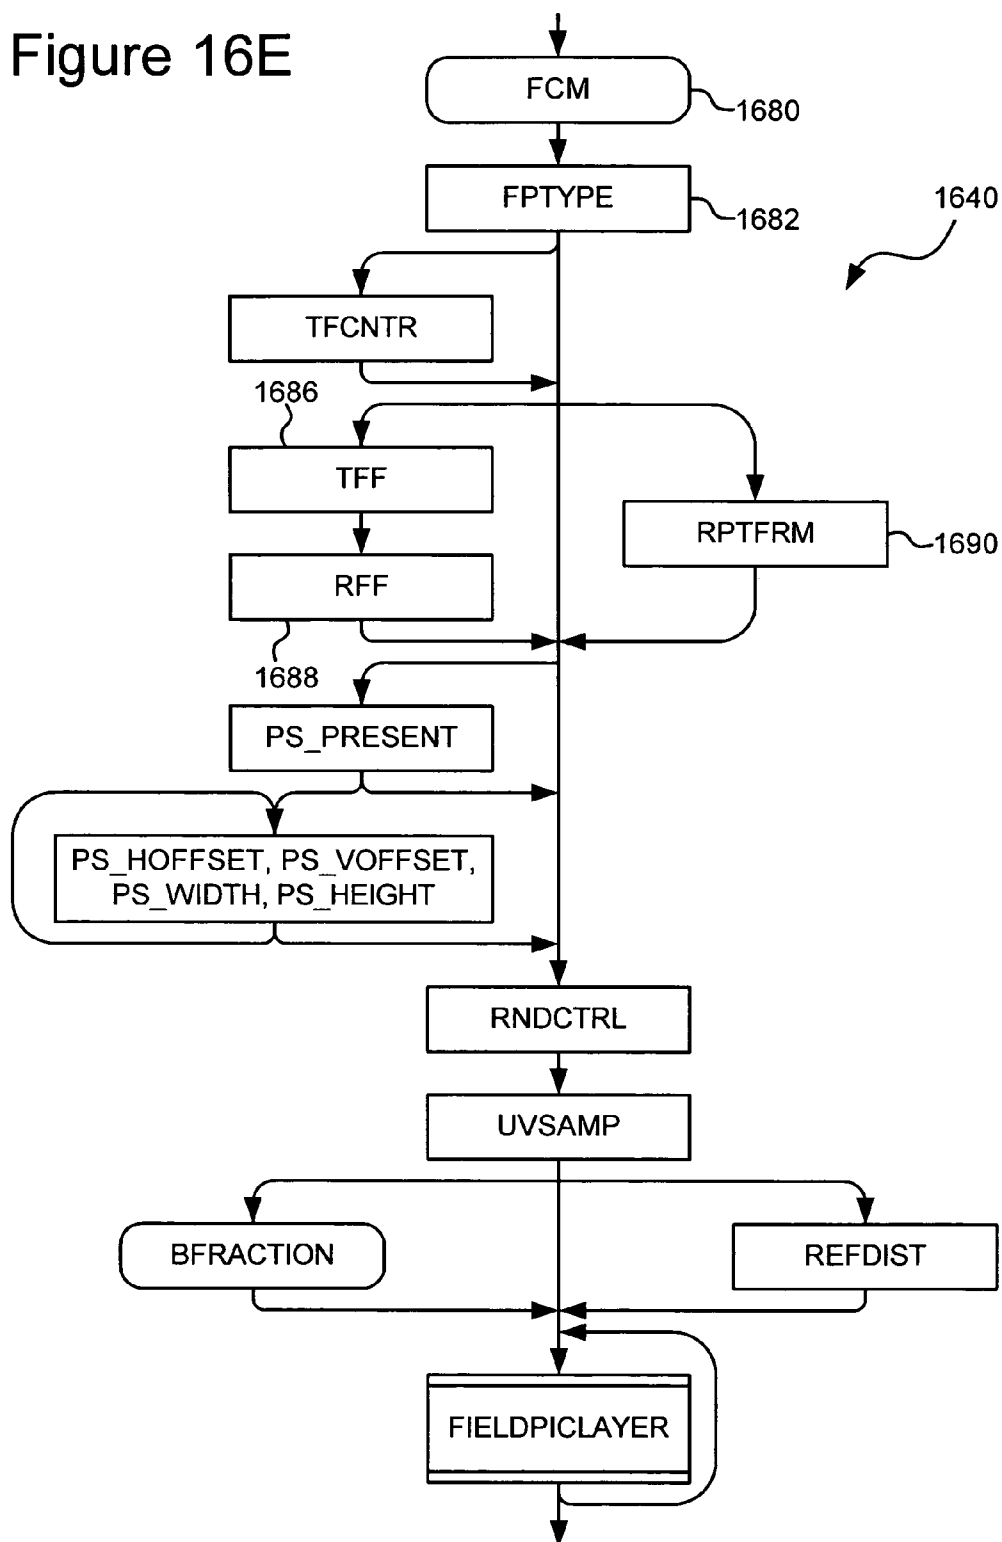 Figure 16E
FCM
1680
FPTYPE
1682
1640
TFCNTR
1686
TFF
RPTFRM
1690
RFF
1688
PS_PRESENT
PS_HOFFSET, PS_VOFFSET,
PS_WIDTH, PS_HEIGHT
RNDCTRL
UVSAMP
BFRACTION
REFDIST
FIELDPICLAYER